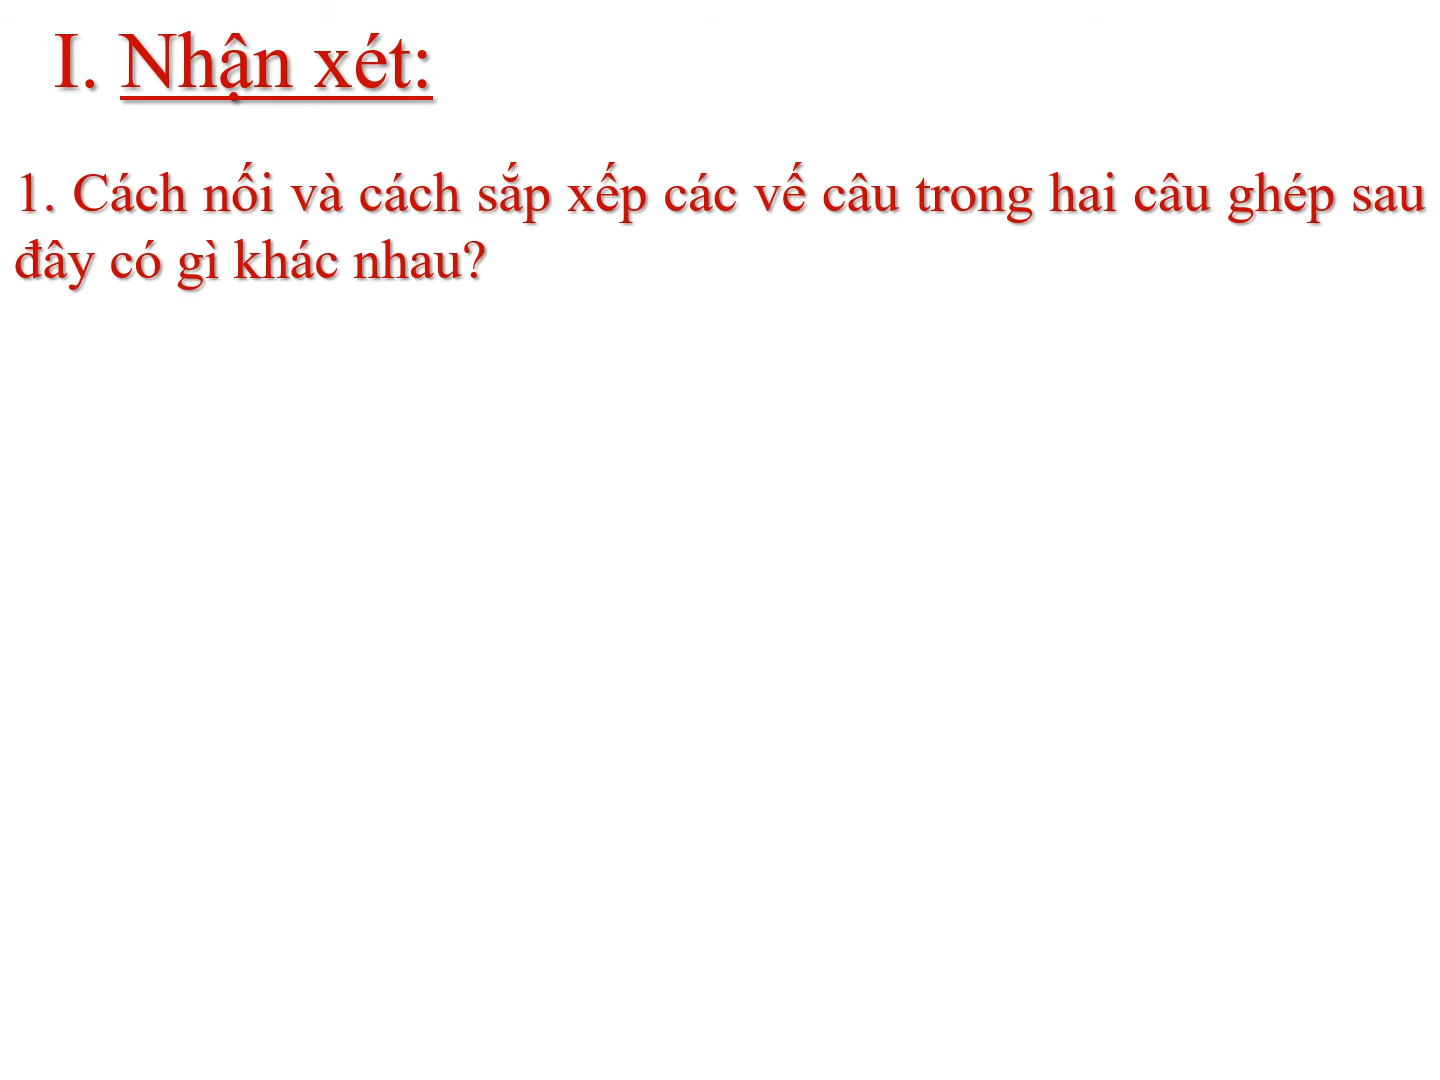 I. Nhận xét:
1. Cách nối và cách sắp xếp các vế câu trong hai câu ghép sau
đây có gì khác nhau?